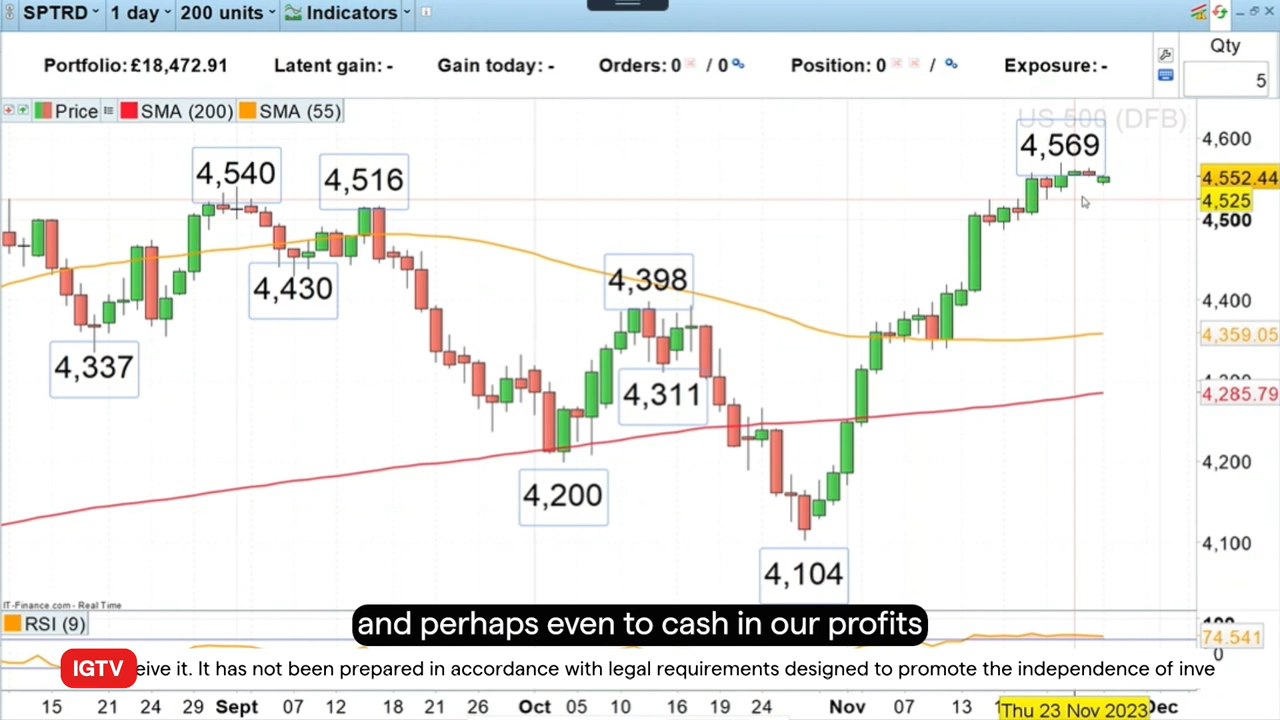 SPTRD 1 day 200 units Indicators
Qty
Portfolio: £18,472.91 Latent gain: - Gain today: - Orders: 0 / 0 Position: 0 / Exposure: -
5
Price SMA (200) SMA (55)
US 500 (DFB)
4,600
4,569
4,540
4,516
4,552.44
4,525
4,500
4,430
4,398
4,400
4,337
4,359.05
4,311
4,285.79
4,200
4,200
4,104
4,100
IT-Finance.com - Real Time
RSI (9)
and perhaps even to cash in our profits
74.541
0
IGTV eive it. It has not been prepared in accordance with legal requirements designed to promote the independence of inve
15 21 24 29 Sept 07 12 18 21 26 Oct 05 10 18 24 Nov 07 13 Thu 23 Nov 2023 Dec